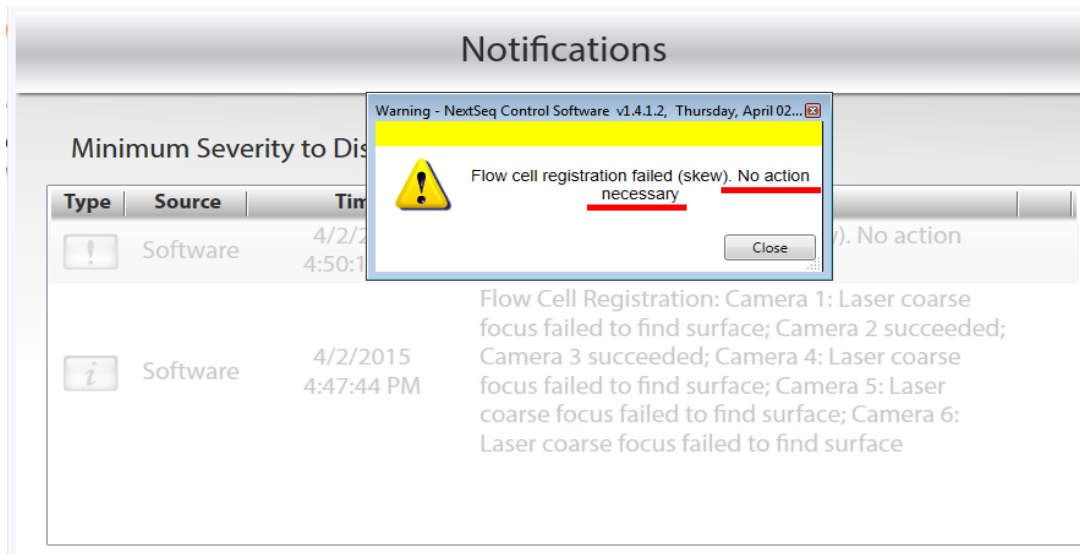 Notifications
Warning - NextSeq Control Software v1.4.1.2, Thursday, April 02...
Flow cell registration failed (skew). No action
necessary
Close
Minimum Severity to Dis
Type Source Tim
! Software 4/2/2 ). No action
4:50:1
Flow Cell Registration: Camera 1: Laser coarse
focus failed to find surface; Camera 2 succeeded;
i Software 4/2/2015 Camera 3 succeeded; Camera 4: Laser coarse
4:47:44 PM focus failed to find surface; Camera 5: Laser
coarse focus failed to find surface; Camera 6:
Laser coarse focus failed to find surface